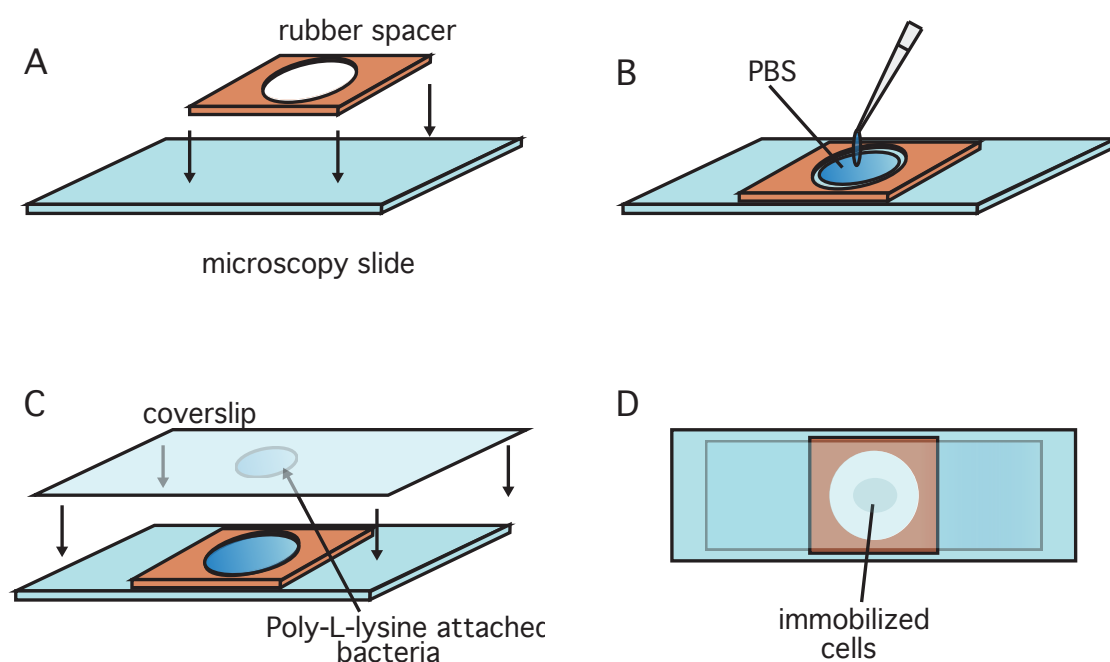 A
rubber spacer
microscopy slide
B
PBS
C
coverslip
Poly-L-lysine attached
bacteria
D
immobilized
cells